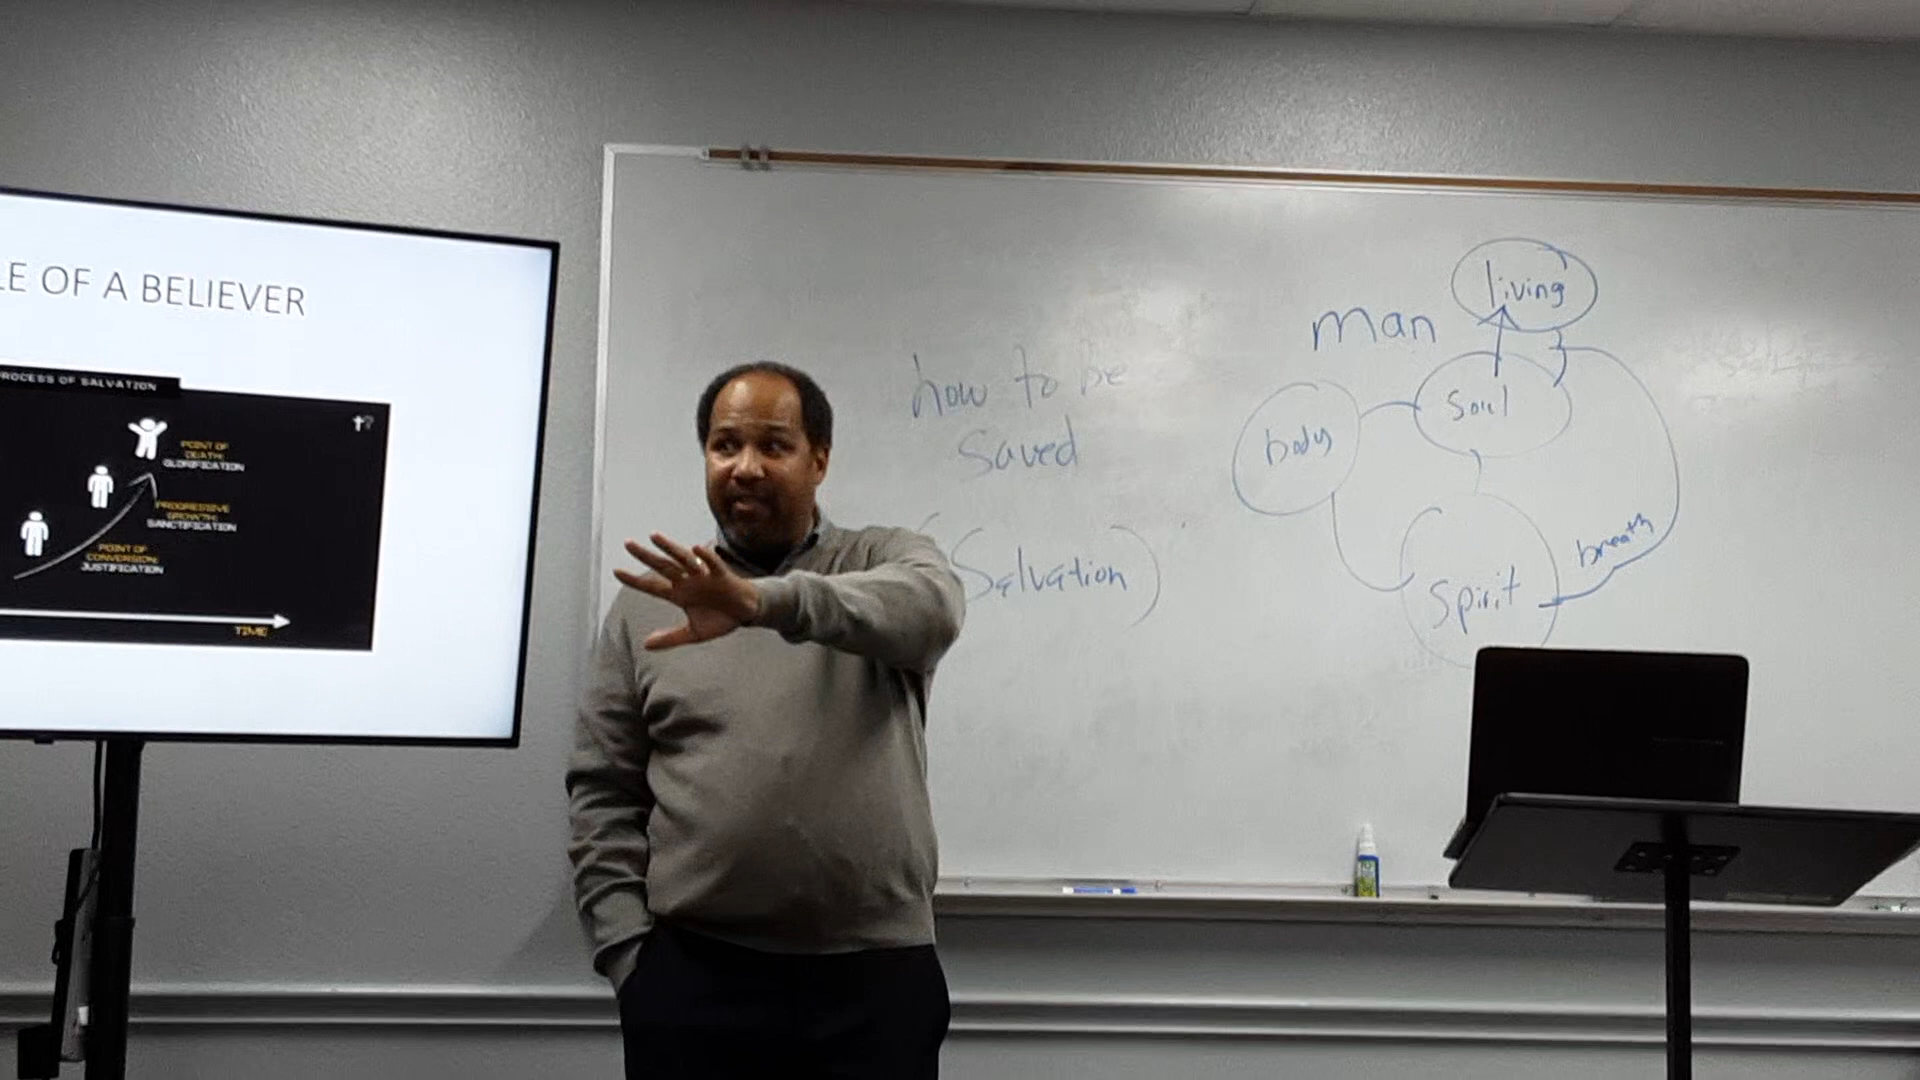 LE OF A BELIEVER
PROCESS OF SALVATION
POINT OF
DEATH:
GLORIFICATION
PROGRESSIVE
GROWTH:
SANCTIFICATION
POINT OF
CONVERSION:
JUSTIFICATION
TIME
how to be
saved
(Salvation)
man
living
soul
body
spirit
breath